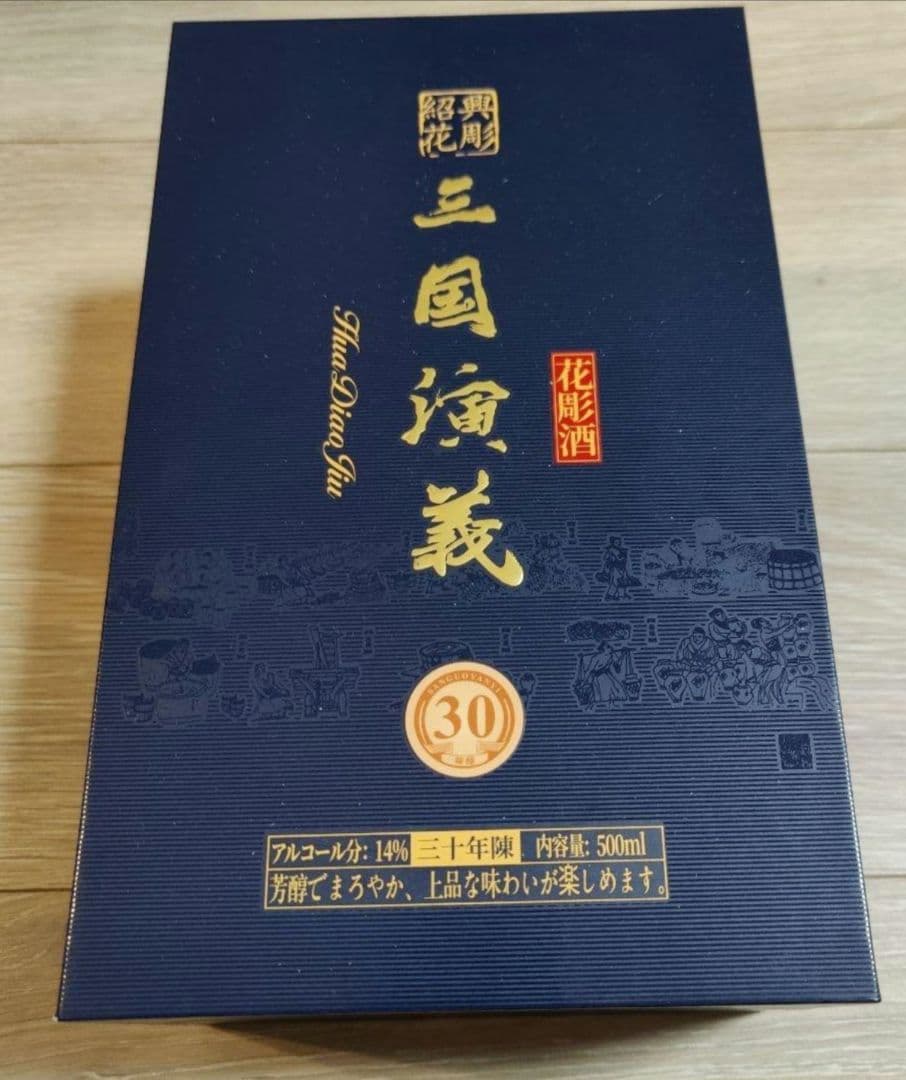 紹興
花彫
三国演義
Hua Diao Jiu
花彫酒
SANGUOYANYI
30
アルコール分: 14% 三十年陳 内容量: 500ml
芳醇でまろやか、上品な味わいが楽しめます。